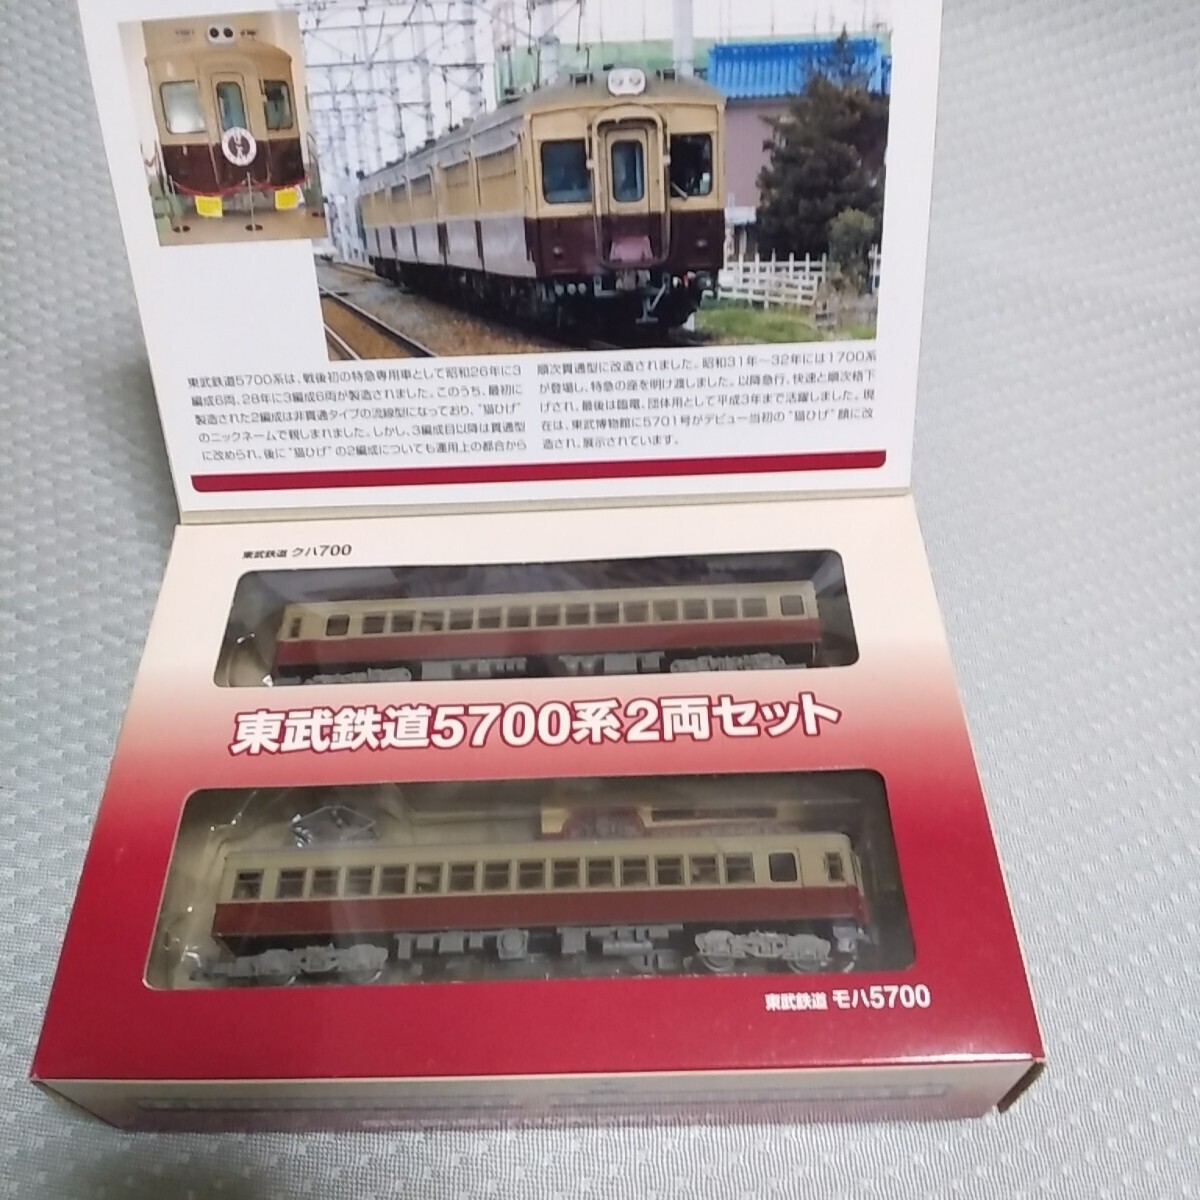 東武鉄道5700系は、戦後初の特急専用車として昭和26年に3
編成6両、28年に3編成6両が製造されました。このうち、最初に
製造された2編成は非貫通タイプの流線型になっており、"猫ひげ"
のニックネームで親しまれました。しかし、3編成目以降は貫通型
に改められ、後に"猫ひげ"の2編成についても運用上の都合から
順次貫通型に改造されました。昭和31年〜32年には1700系
が登場し、特急の座を明け渡しました。以降急行、快速と順次格下
げされ、最後は臨電、団体用として平成3年まで活躍しました。現
在は、東武博物館に5701号がデビュー当初の"猫ひげ"顔に改
造され、展示されています。
東武鉄道 クハ700
東武鉄道5700系2両セット
東武鉄道 モハ5700